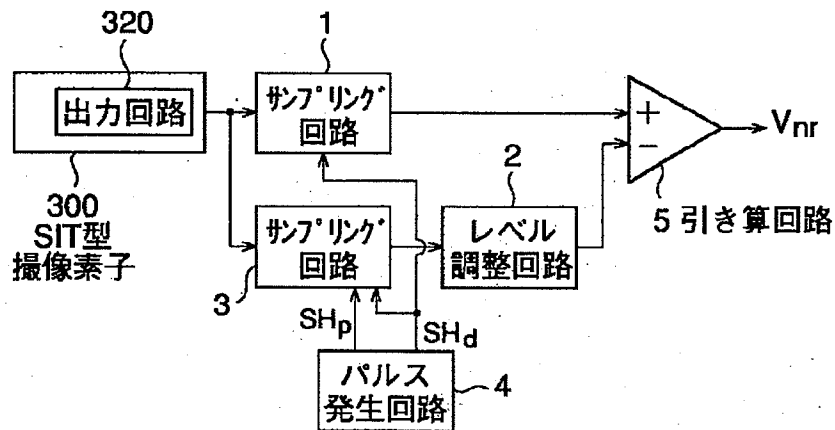 320
出力回路
300
SIT型
撮像素子
1
ｻﾝﾌﾟﾘﾝｸﾞ
回路
3
ｻﾝﾌﾟﾘﾝｸﾞ
回路
2
レベル
調整回路
+
−
Vnr
5 引き算回路
SHp
SHd
パルス
発生回路
4